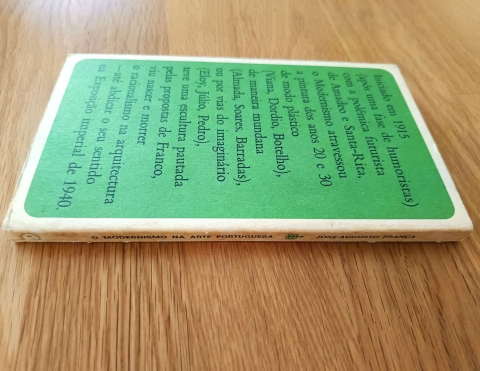 Iniciado em 1915
(após uma fase de humoristas)
com a polémica futurista
de Amadeo e Santa-Rita,
o Modernismo atravessou
a pintura dos anos 20 e 30
de modo plástico
(Viana, Dordio, Botelho),
de maneira mundana
(Almada, Soares, Barradas),
ou por vias do imaginário
(Eloy, Júlio, Pedro),
teve uma escultura pautada
pelas propostas de Franco,
viu nascer e morrer
o racionalismo na arquitectura
— até abdicar o seu sentido
na Exposição imperial de 1940.
O MODERNISMO NA ARTE PORTUGUESA JOSÉ-AUGUSTO FRANÇA